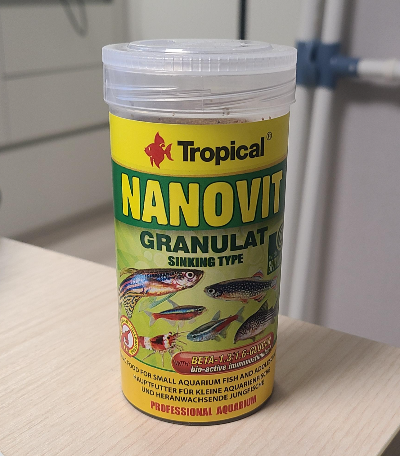 Tropical®
NANOVIT
GRANULAT
SINKING TYPE
BETA-1,3/1,6-GLUCAN
bio-active immunity
FOOD FOR SMALL AQUARIUM FISH AND
HAUPTFUTTER FÜR KLEINE AQUARIENFISCHE
UND HERANWACHSENDE JUNGFISCHE
PROFESSIONAL AQUARIUM